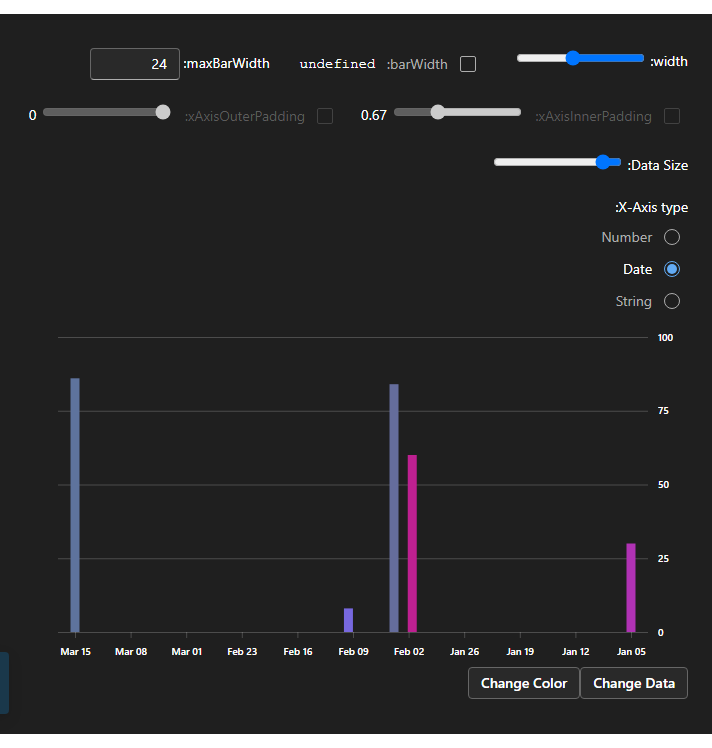 :width
undefined :barWidth
24 :maxBarWidth
:xAxisInnerPadding
0.67
:xAxisOuterPadding
0
:Data Size
:X-Axis type
Number
Date
String
100
75
50
25
0
Mar 15 Mar 08 Mar 01 Feb 23 Feb 16 Feb 09 Feb 02 Jan 26 Jan 19 Jan 12 Jan 05
Change Color Change Data